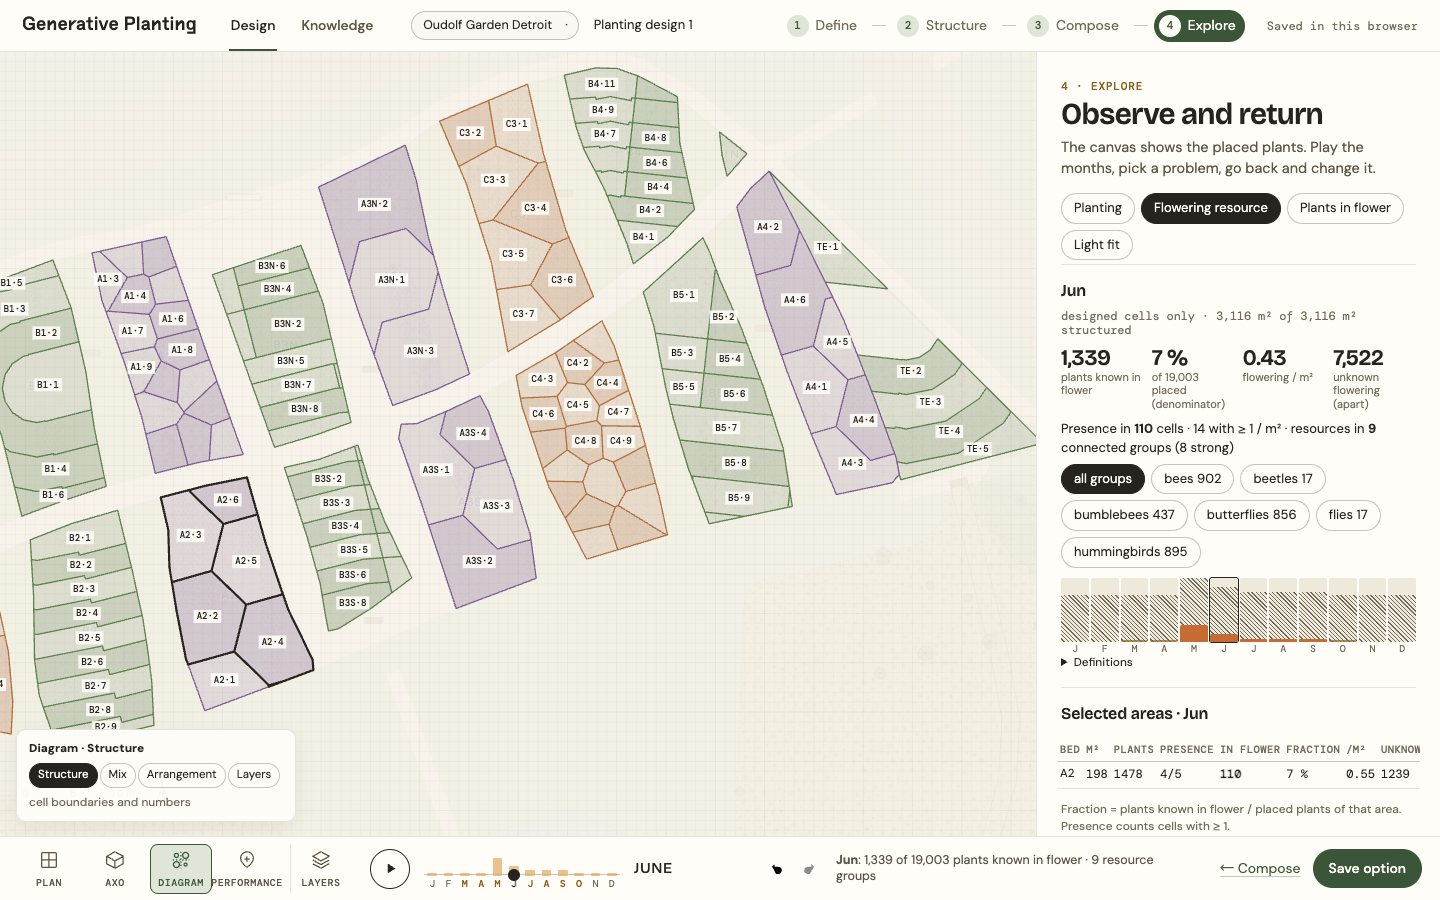 Generative Planting
Design
Knowledge
Oudolf Garden Detroit ·
Planting design 1
1 Define — 2 Structure — 3 Compose — 4 Explore
Saved in this browser
B4·11
B4·9
B4·7
B4·8
B4·6
B4·4
B4·2
B4·1
C3·1
C3·2
C3·3
C3·4
C3·5
C3·6
C3·7
A3N·2
A3N·1
A3N·3
A4·2
A4·6
A4·5
A4·1
A4·4
A4·3
TE·1
TE·2
TE·3
TE·4
TE·5
B1·5
B1·3
B1·2
B1·1
B1·4
B1·6
A1·3
A1·4
A1·6
A1·7
A1·8
A1·9
B3N·6
B3N·4
B3N·2
B3N·5
B3N·7
B3N·8
B5·1
B5·2
B5·3
B5·4
B5·5
B5·6
B5·7
B5·8
B5·9
C4·2
C4·3
C4·4
C4·5
C4·6
C4·7
C4·8
C4·9
A3S·4
A3S·1
A3S·3
A3S·2
B3S·2
B3S·3
B3S·4
B3S·5
B3S·6
B3S·8
A2·6
A2·3
A2·5
A2·2
A2·4
A2·1
B2·1
B2·2
B2·3
B2·4
B2·5
B2·6
B2·7
B2·8
B2·9
Diagram · Structure
Structure Mix Arrangement Layers
cell boundaries and numbers
4 · EXPLORE
Observe and return
The canvas shows the placed plants. Play the
months, pick a problem, go back and change it.
Planting Flowering resource Plants in flower
Light fit
Jun
designed cells only · 3,116 m² of 3,116 m²
structured
1,339 7 % 0.43 7,522
plants known in flower
of 19,003 placed (denominator)
flowering / m²
unknown flowering (apart)
Presence in 110 cells · 14 with ≥ 1 / m² · resources in 9
connected groups (8 strong)
all groups bees 902 beetles 17
bumblebees 437 butterflies 856 flies 17
hummingbirds 895
J F M A M J J A S O N D
▶ Definitions
Selected areas · Jun
BED M² PLANTS PRESENCE IN FLOWER FRACTION /M² UNKNOW
A2 198 1478 4/5 110 7 % 0.55 1239
Fraction = plants known in flower / placed plants of that area.
Presence counts cells with ≥ 1.
PLAN AXO DIAGRAM PERFORMANCE LAYERS
J F M A M J J A S O N D
JUNE
Jun: 1,339 of 19,003 plants known in flower · 9 resource
groups
← Compose
Save option